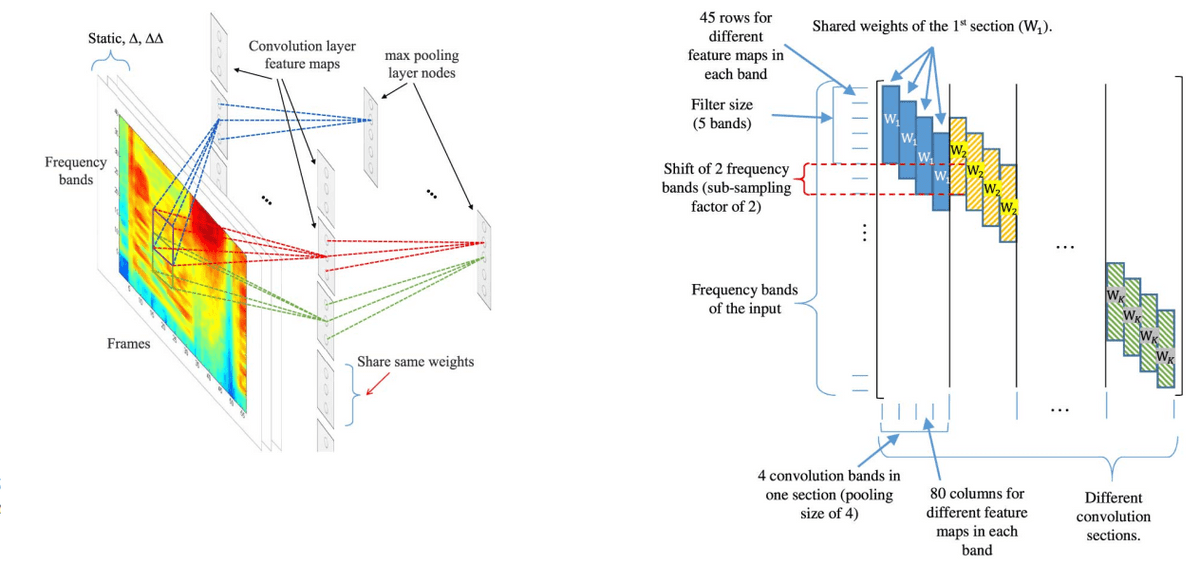 Static, Δ, ΔΔ
Convolution layer
feature maps
max pooling
layer nodes
Frequency
bands
Frames
Share same weights
...
...
45 rows for
different
feature maps in
each band
Shared weights of the 1st section (W₁).
Filter size
(5 bands)
Shift of 2 frequency
bands (sub-sampling
factor of 2)
Frequency bands
of the input
W₁
W₁
W₁
W₁
W₂
W₂
W₂
W₂
...
...
W_K
W_K
W_K
W_K
...
4 convolution bands in
one section (pooling
size of 4)
80 columns for
different feature
maps in each
band
Different
convolution
sections.